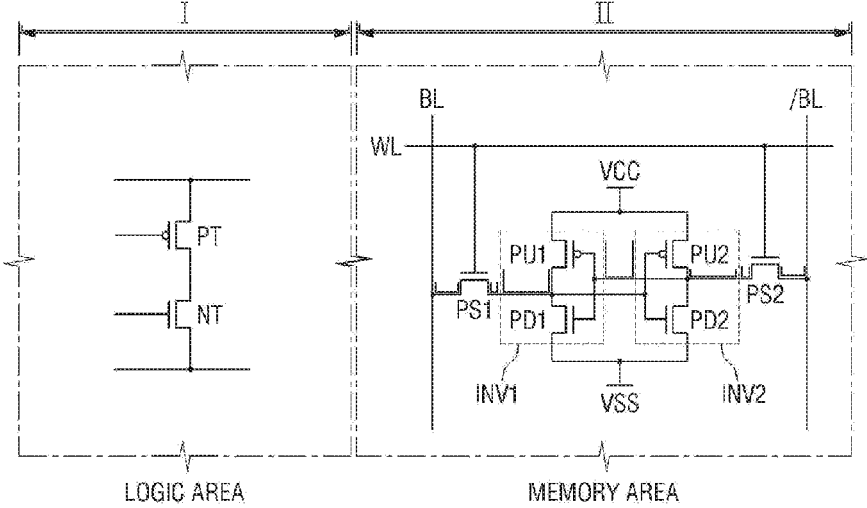 I II
BL /BL
WL
VCC
PU1 PU2
PT
PS1 PS2
NT PD1 PD2
INV1 INV2
VSS
LOGIC AREA MEMORY AREA